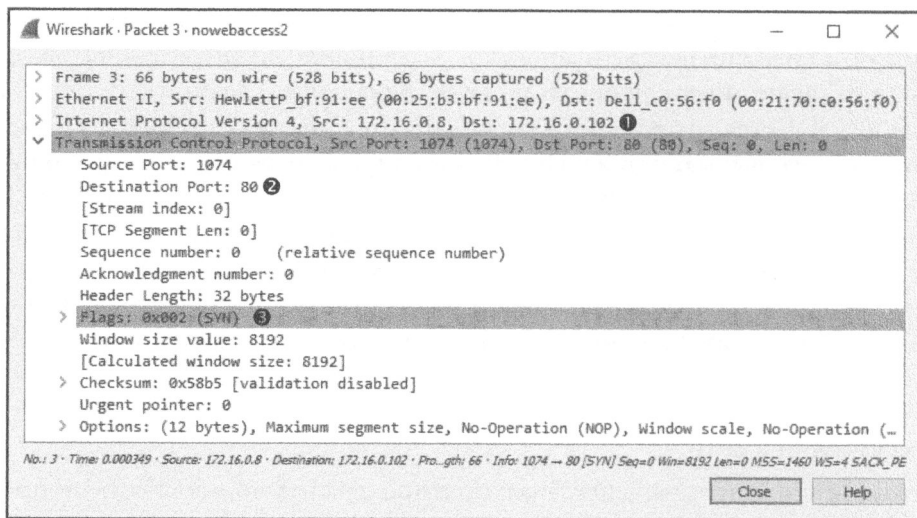 Wireshark · Packet 3 · nowebaccess2
> Frame 3: 66 bytes on wire (528 bits), 66 bytes captured (528 bits)
> Ethernet II, Src: HewlettP_bf:91:ee (00:25:b3:bf:91:ee), Dst: Dell_c0:56:f0 (00:21:70:c0:56:f0)
> Internet Protocol Version 4, Src: 172.16.0.8, Dst: 172.16.0.102 ❶
Transmission Control Protocol, Src Port: 1074 (1074), Dst Port: 80 (80), Seq: 0, Len: 0
Source Port: 1074
Destination Port: 80 ❷
[Stream index: 0]
[TCP Segment Len: 0]
Sequence number: 0 (relative sequence number)
Acknowledgment number: 0
Header Length: 32 bytes
> Flags: 0x002 (SYN) ❸
Window size value: 8192
[Calculated window size: 8192]
> Checksum: 0x58b5 [validation disabled]
Urgent pointer: 0
> Options: (12 bytes), Maximum segment size, No-Operation (NOP), Window scale, No-Operation (…
No.: 3 · Time: 0.000349 · Source: 172.16.0.8 · Destination: 172.16.0.102 · Pro...gth: 66 · Info: 1074 → 80 [SYN] Seq=0 Win=8192 Len=0 MSS=1460 WS=4 SACK_PE
Close Help